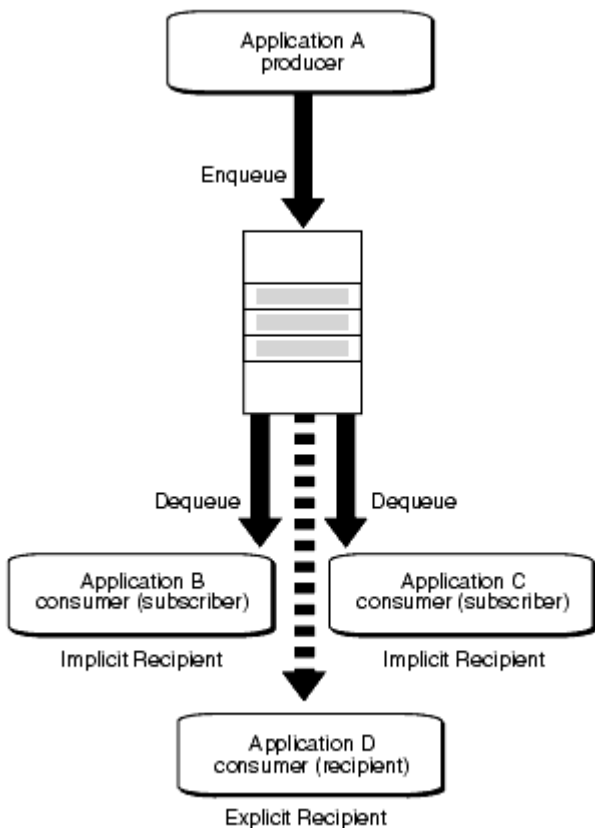 Application A
producer
Enqueue
Dequeue
Dequeue
Application B
consumer (subscriber)
Application C
consumer (subscriber)
Implicit Recipient
Implicit Recipient
Application D
consumer (recipient)
Explicit Recipient